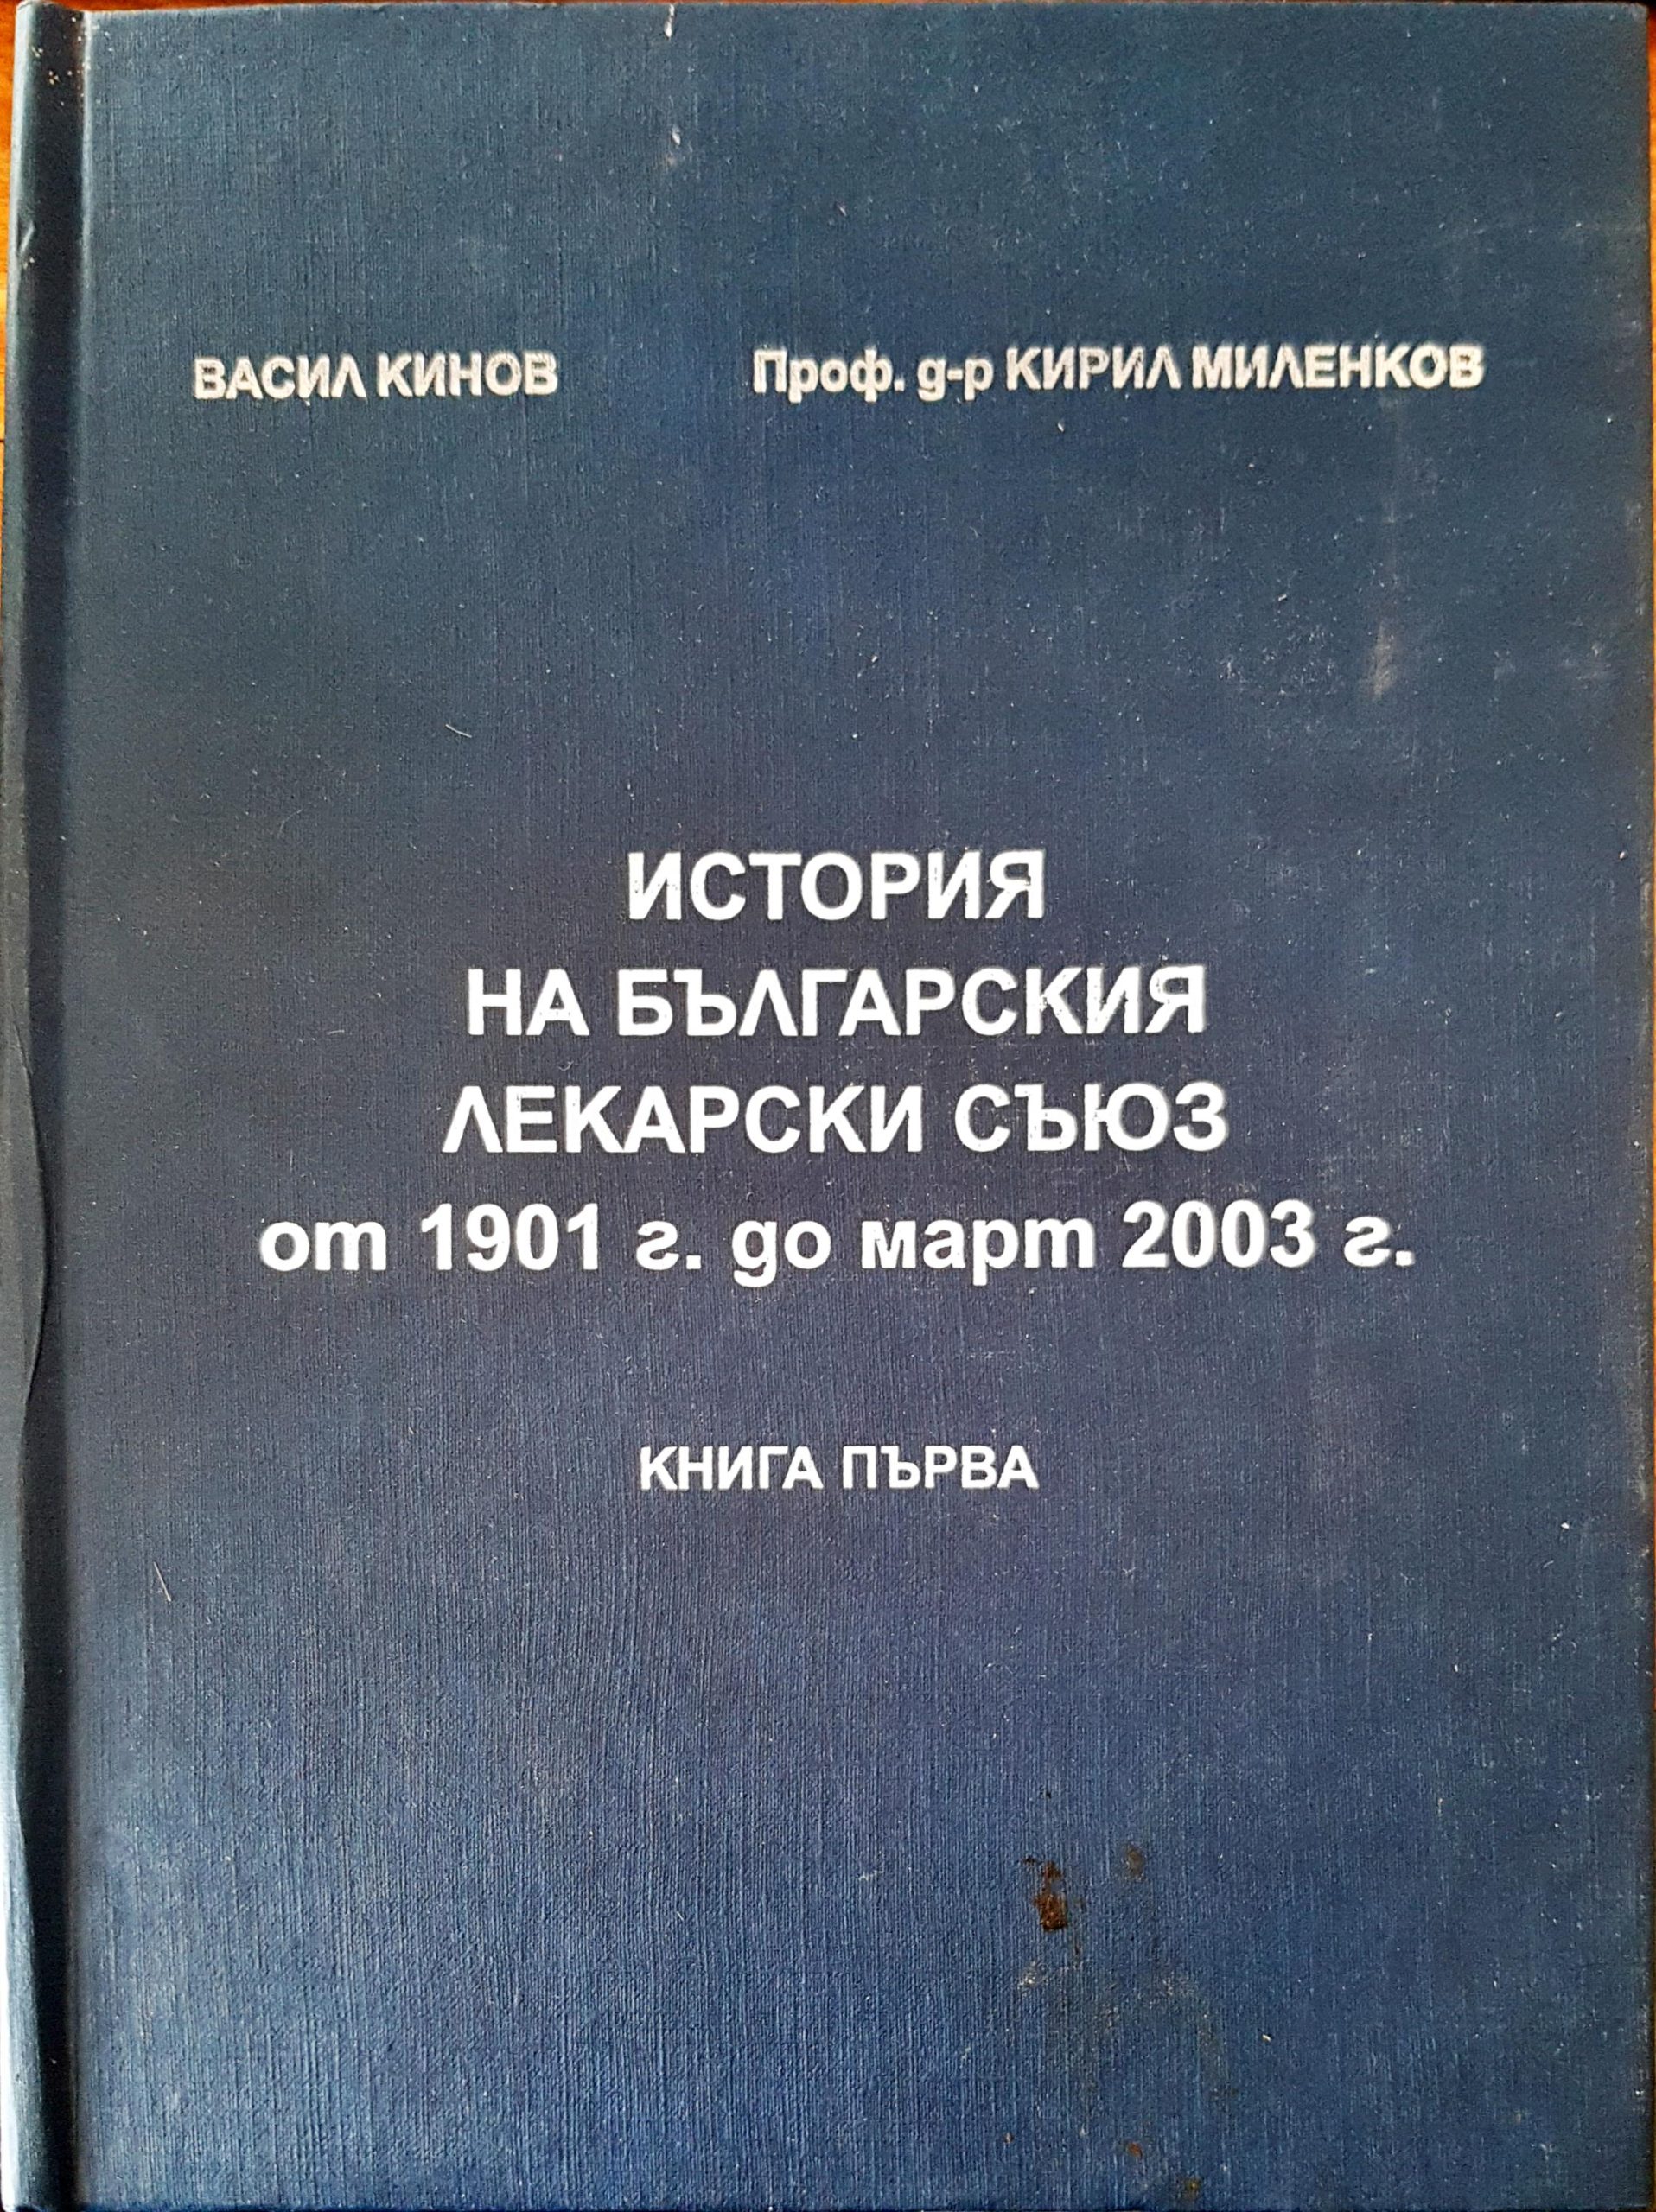 ВАСИЛ КИНОВ Проф. д-р КИРИЛ МИЛЕНКОВ
ИСТОРИЯ
НА БЪЛГАРСКИЯ
ЛЕКАРСКИ СЪЮЗ
от 1901 г. до март 2003 г.
КНИГА ПЪРВА